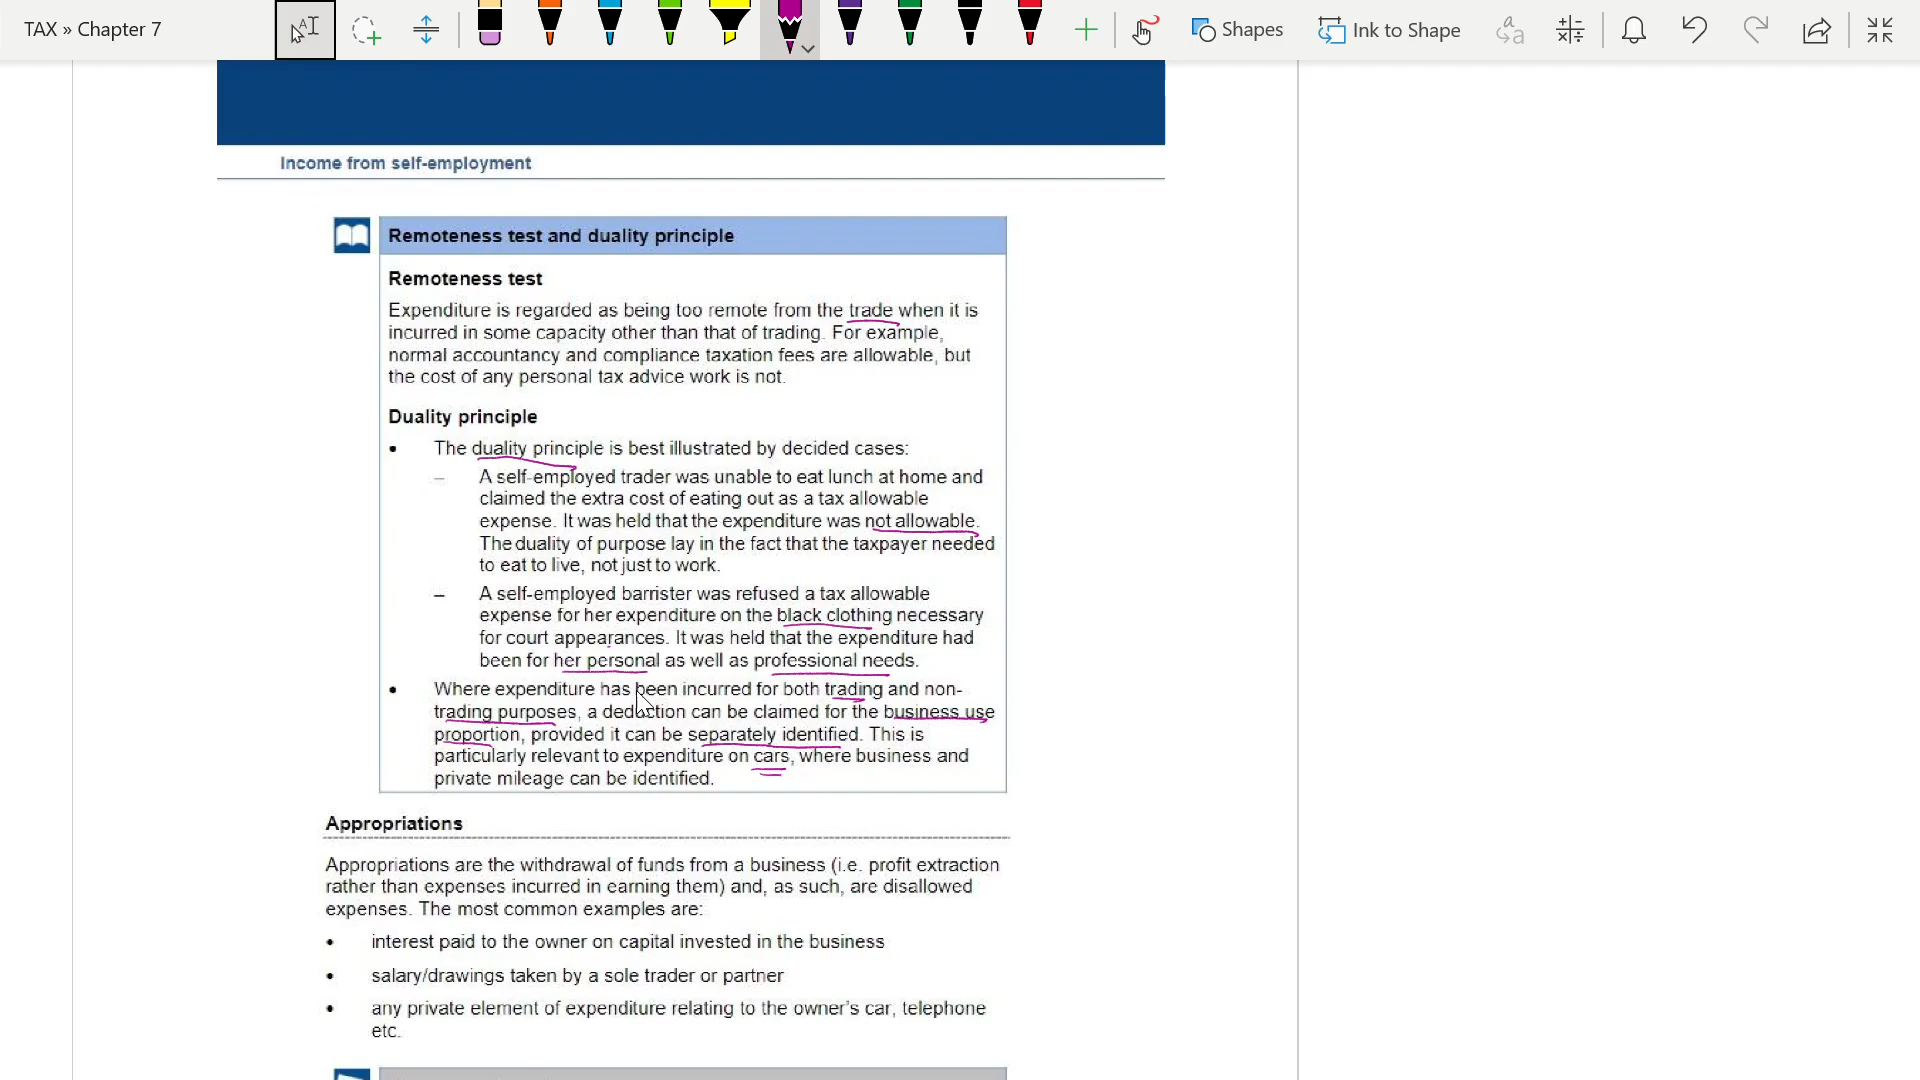 TAX » Chapter 7
Shapes
Ink to Shape
Income from self-employment
Remoteness test and duality principle
Remoteness test
Expenditure is regarded as being too remote from the trade when it is
incurred in some capacity other than that of trading. For example,
normal accountancy and compliance taxation fees are allowable, but
the cost of any personal tax advice work is not.
Duality principle
• The duality principle is best illustrated by decided cases:
– A self-employed trader was unable to eat lunch at home and
claimed the extra cost of eating out as a tax allowable
expense. It was held that the expenditure was not allowable.
The duality of purpose lay in the fact that the taxpayer needed
to eat to live, not just to work.
– A self-employed barrister was refused a tax allowable
expense for her expenditure on the black clothing necessary
for court appearances. It was held that the expenditure had
been for her personal as well as professional needs.
• Where expenditure has been incurred for both trading and non-
trading purposes, a deduction can be claimed for the business use
proportion, provided it can be separately identified. This is
particularly relevant to expenditure on cars, where business and
private mileage can be identified.
Appropriations
Appropriations are the withdrawal of funds from a business (i.e. profit extraction
rather than expenses incurred in earning them) and, as such, are disallowed
expenses. The most common examples are:
• interest paid to the owner on capital invested in the business
• salary/drawings taken by a sole trader or partner
• any private element of expenditure relating to the owner's car, telephone
etc.